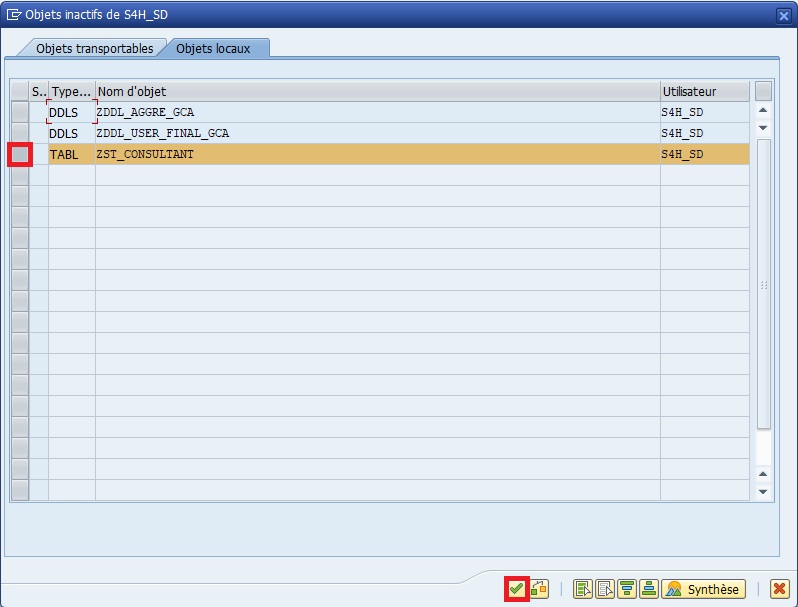 Objets inactifs de S4H_SD
Objets transportables Objets locaux
S.. Type... Nom d'objet Utilisateur
DDLS ZDDL_AGGRE_GCA S4H_SD
DDLS ZDDL_USER_FINAL_GCA S4H_SD
TABL ZST_CONSULTANT S4H_SD
Synthèse